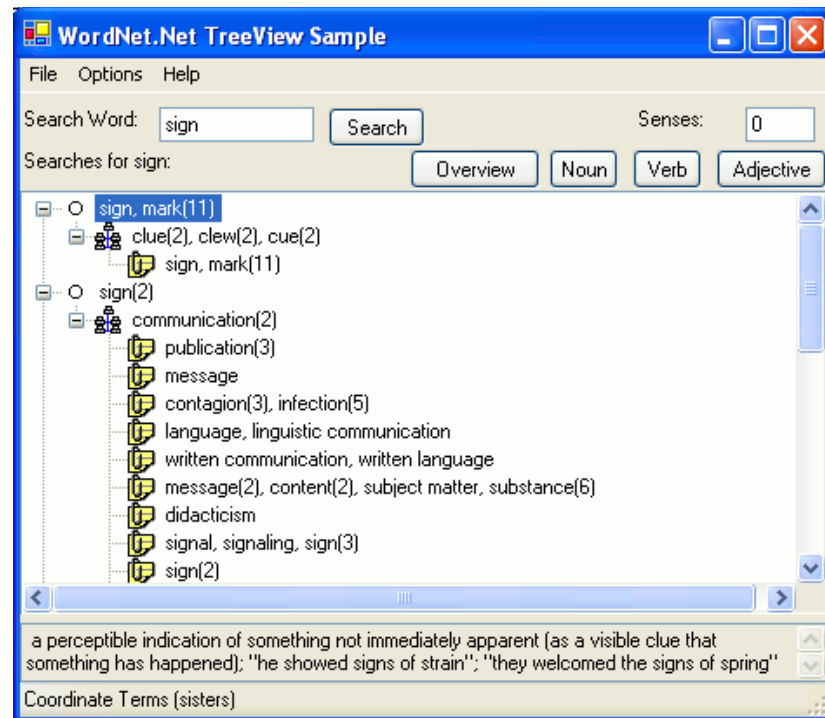 WordNet.Net TreeView Sample
File Options Help
Search Word: sign Search Senses: 0
Searches for sign: Overview Noun Verb Adjective
sign, mark(11)
clue(2), clew(2), cue(2)
sign, mark(11)
sign(2)
communication(2)
publication(3)
message
contagion(3), infection(5)
language, linguistic communication
written communication, written language
message(2), content(2), subject matter, substance(6)
didacticism
signal, signaling, sign(3)
sign(2)
a perceptible indication of something not immediately apparent (as a visible clue that
something has happened); "he showed signs of strain"; "they welcomed the signs of spring"
Coordinate Terms (sisters)